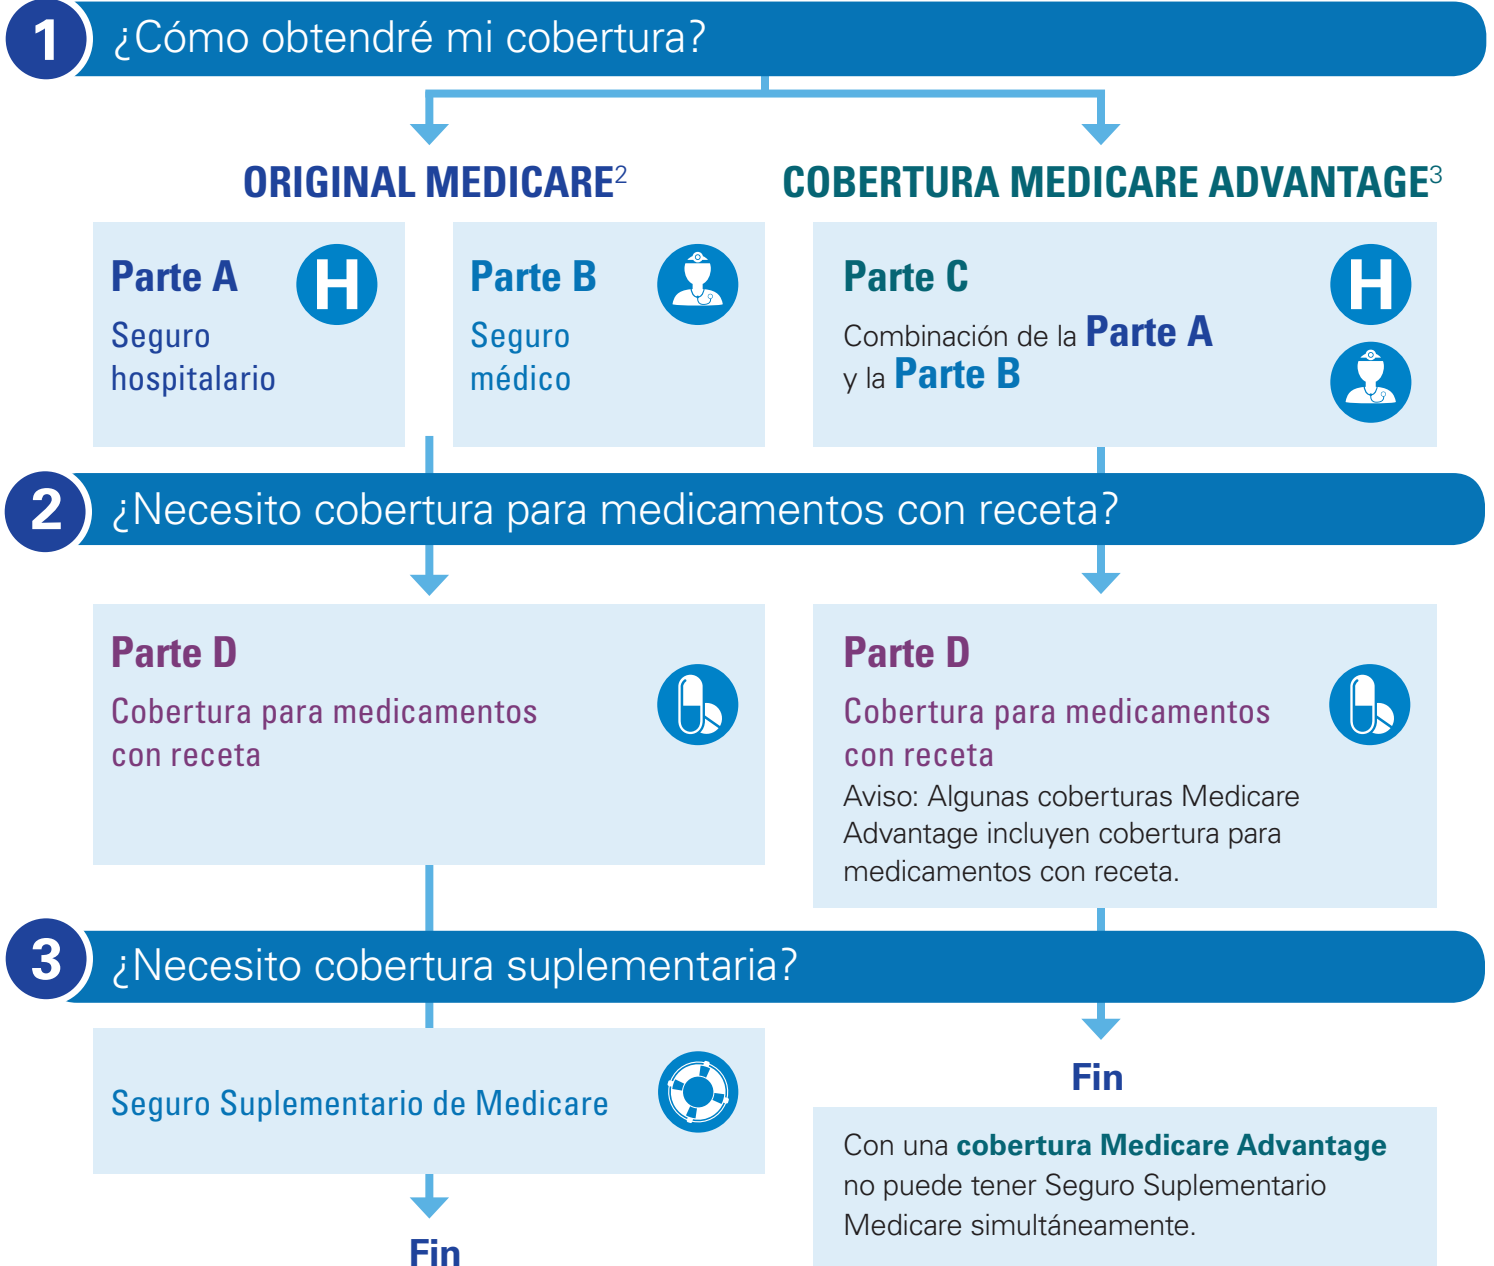 1 ¿Cómo obtendré mi cobertura?
ORIGINAL MEDICARE2
Parte A
H
Seguro
hospitalario
Parte B
Seguro
médico
COBERTURA MEDICARE ADVANTAGE3
Parte C
H
Combinación de la Parte A
y la Parte B
2 ¿Necesito cobertura para medicamentos con receta?
Parte D
Cobertura para medicamentos
con receta
Parte D
Cobertura para medicamentos
con receta
Aviso: Algunas coberturas Medicare
Advantage incluyen cobertura para
medicamentos con receta.
3 ¿Necesito cobertura suplementaria?
Seguro Suplementario de Medicare
Fin
Fin
Con una cobertura Medicare Advantage
no puede tener Seguro Suplementario
Medicare simultáneamente.